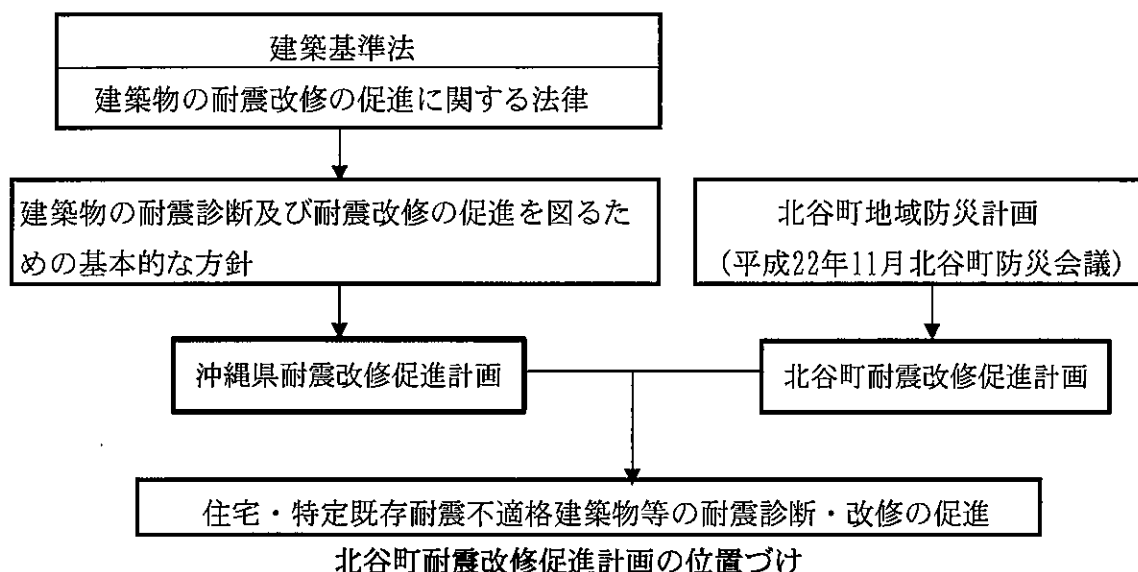 建築基準法
建築物の耐震改修の促進に関する法律
建築物の耐震診断及び耐震改修の促進を図るた
めの基本的な方針
北谷町地域防災計画
（平成22年11月北谷町防災会議）
沖縄県耐震改修促進計画
北谷町耐震改修促進計画
住宅・特定既存耐震不適格建築物等の耐震診断・改修の促進
北谷町耐震改修促進計画の位置づけ